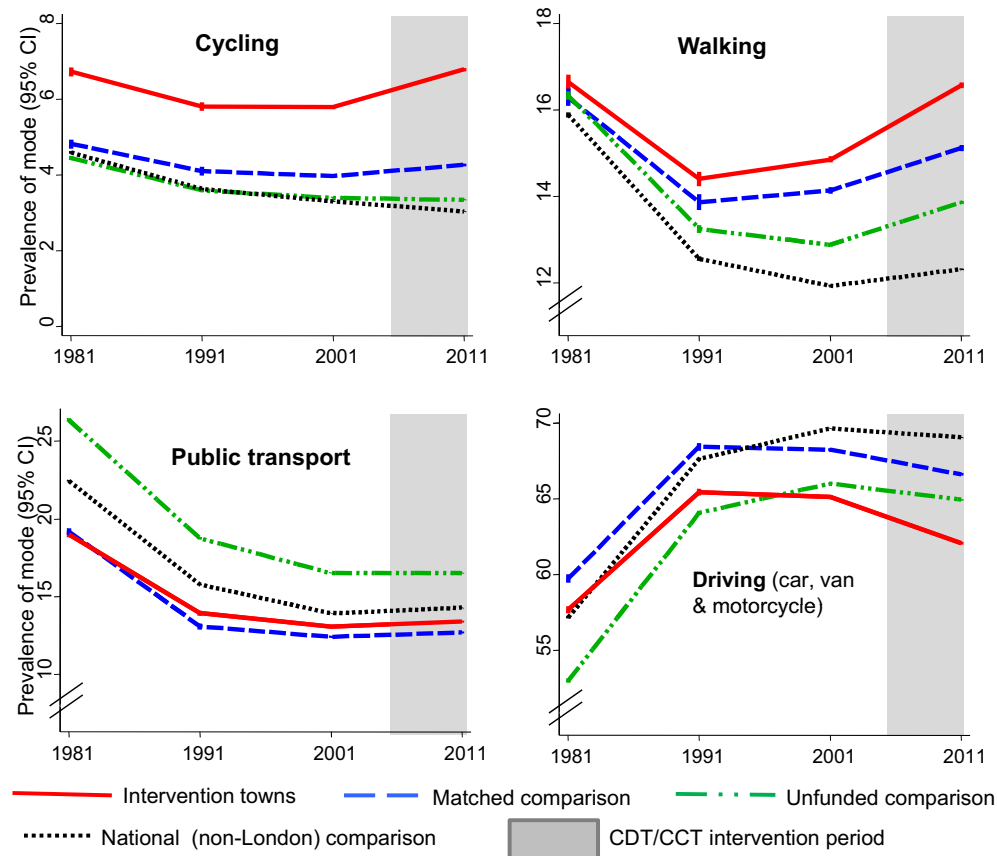 Cycling
Prevalence of mode (95% CI)
8
6
4
2
0
1981 1991 2001 2011
Walking
18
16
14
12
1981 1991 2001 2011
Public transport
Prevalence of mode (95% CI)
25
20
15
10
1981 1991 2001 2011
Driving (car, van
& motorcycle)
70
65
60
55
1981 1991 2001 2011
Intervention towns Matched comparison Unfunded comparison
National (non-London) comparison CDT/CCT intervention period